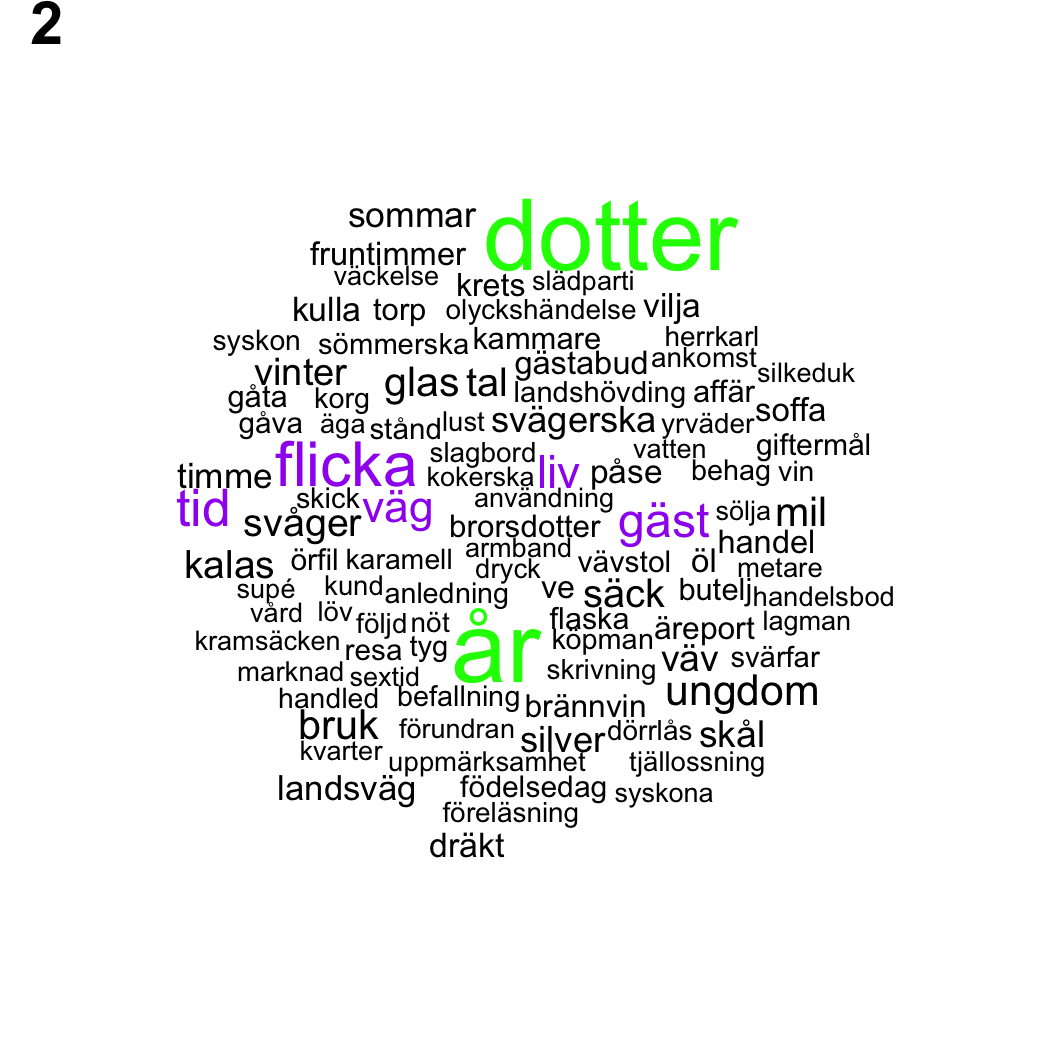 2
sommar dotter
fruntimmer
väckelse krets slädparti
kulla torp olyckshändelse vilja
syskon sömmerska kammare herrkarl
vinter glas tal gästabud ankomst silkeduk
gåta korg landshövding affär
gåva äga stånd lust svägerska yrväder soffa
flicka slagbord vatten giftermål
timme kokerska liv påse behag vin
tid skick väg användning
svåger brorsdotter gäst sölja mil
kalas örfil karamell armband vävstol öl handel
dryck metare
supé kund anledning ve säck butelj handelsbod
vård löv följd nöt år flaska äreport lagman
kramsäcken resa tyg köpman
marknad sextid skrivning väv svärfar
handled befallning brännvin ungdom
bruk förundran silver dörrlås skål
kvarter uppmärksamhet tjällossning
landsväg födelsedag syskona
föreläsning
dräkt